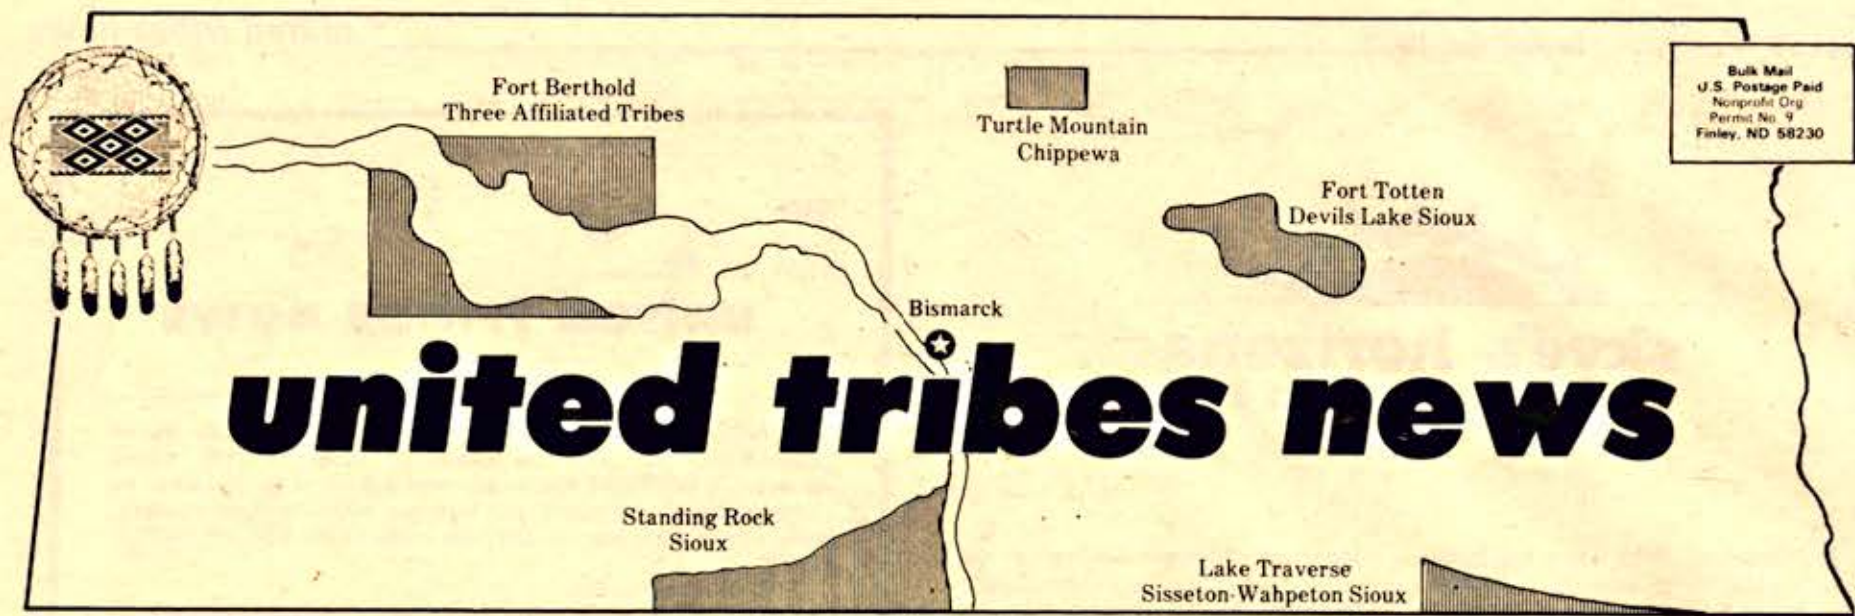 Fort Berthold
Three Affiliated Tribes
Turtle Mountain
Chippewa
Bulk Mail
U.S. Postage Paid
Nonprofit Org
Permit No. 9
Finley, ND 58230
Fort Totten
Devils Lake Sioux
Bismarck
united tribes news
Standing Rock
Sioux
Lake Traverse
Sisseton-Wahpeton Sioux